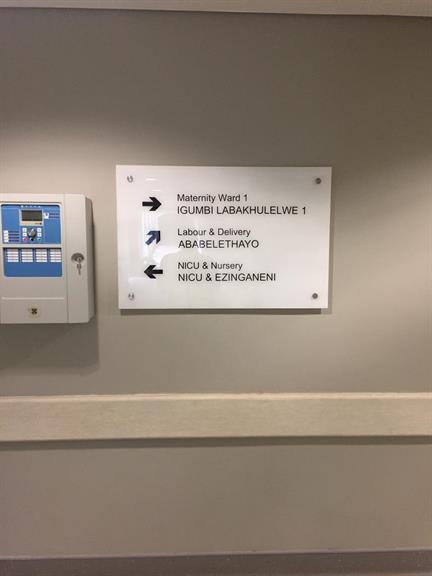 Maternity Ward 1
IGUMBI LABAKHULELWE 1
Labour & Delivery
ABABELETHAYO
NICU & Nursery
NICU & EZINGANENI